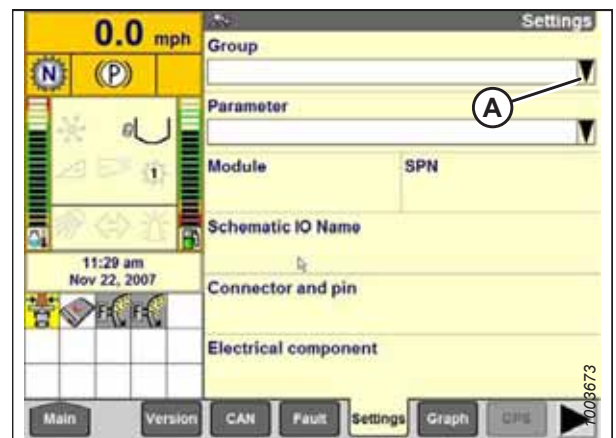 0.0 mph
N
(P)
1
11:29 am
Nov 22, 2007
Settings
Group
A
Parameter
Module
SPN
Schematic IO Name
Connector and pin
Electrical component
Main
Version
CAN
Fault
Settings
Graph
GPS
1003673